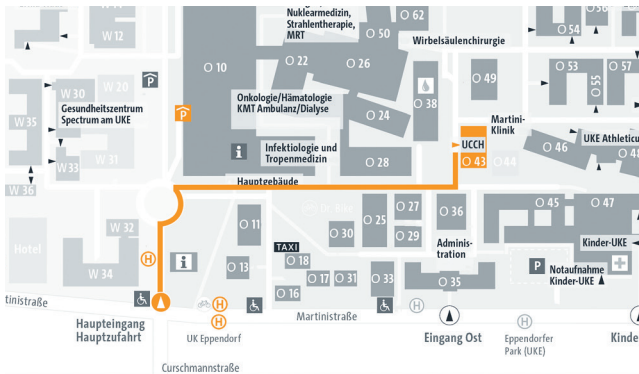 Nuklearmedizin,
Strahlentherapie,
MRT
O 62
O 50
O 54
W 12
Wirbelsäulenchirurgie
O 10
O 22
O 26
O 49
O 53
O 55
O 57
P
W 30
W 20
Gesundheitszentrum
Spectrum am UKE
P
Onkologie/Hämatologie
KMT Ambulanz/Dialyse
O 38
O 24
Martini-
Klinik
W 35
W 31
W 33
i
Infektiologie und
Tropenmedizin
UCCH
O 43
O 44
O 46
UKE Athleticu
O 48
O 28
Hauptgebäude
W 36
O 11
O 25
O 27
O 36
O 45
O 47
W 32
O 30
O 29
Hotel
H
TAXI
Adminis-
tration
Kinder-UKE
W 34
i
O 13
O 18
O 17
O 31
O 33
O 35
P
Notaufnahme
Kinder-UKE
O 16
tinistraße
H
H
H
H
Martinistraße
Haupteingang
Hauptzufahrt
UK Eppendorf
Eingang Ost
Eppendorfer
Park (UKE)
Kinde
Curschmannstraße